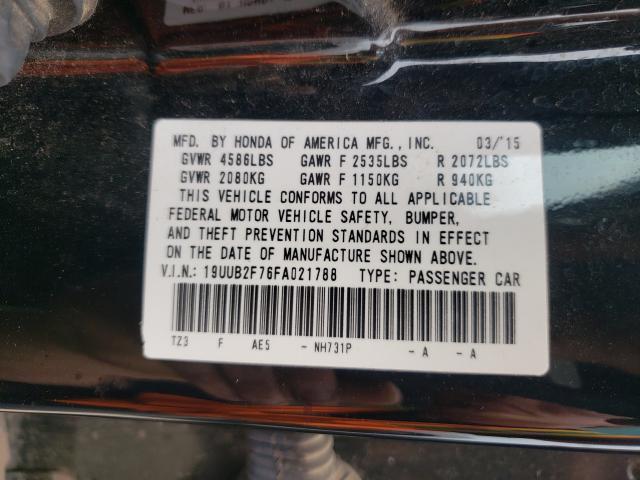 MFD. BY HONDA OF AMERICA MFG., INC. 03/'15
GVWR 4586LBS GAWR F 2535LBS R 2072LBS
GVWR 2080KG GAWR F 1150KG R 940KG
THIS VEHICLE CONFORMS TO ALL APPLICABLE
FEDERAL MOTOR VEHICLE SAFETY, BUMPER,
AND THEFT PREVENTION STANDARDS IN EFFECT
ON THE DATE OF MANUFACTURE SHOWN ABOVE.
V.I.N.: 19UUB2F76FA021788 TYPE: PASSENGER CAR
TZ3 F AE5 - NH731P - A - A